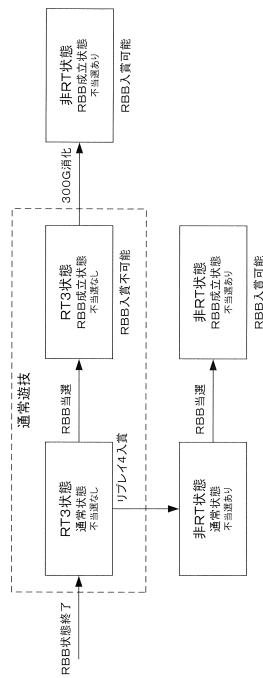 通常遊技
RBB状態終了
RT3状態
通常状態
不当選なし
RBB当選
RT3状態
RBB成立状態
不当選なし
RBB入賞不可能
300G消化
非RT状態
RBB成立状態
不当選あり
RBB入賞可能
リプレイ4入賞
非RT状態
通常状態
不当選あり
RBB当選
非RT状態
RBB成立状態
不当選あり
RBB入賞可能